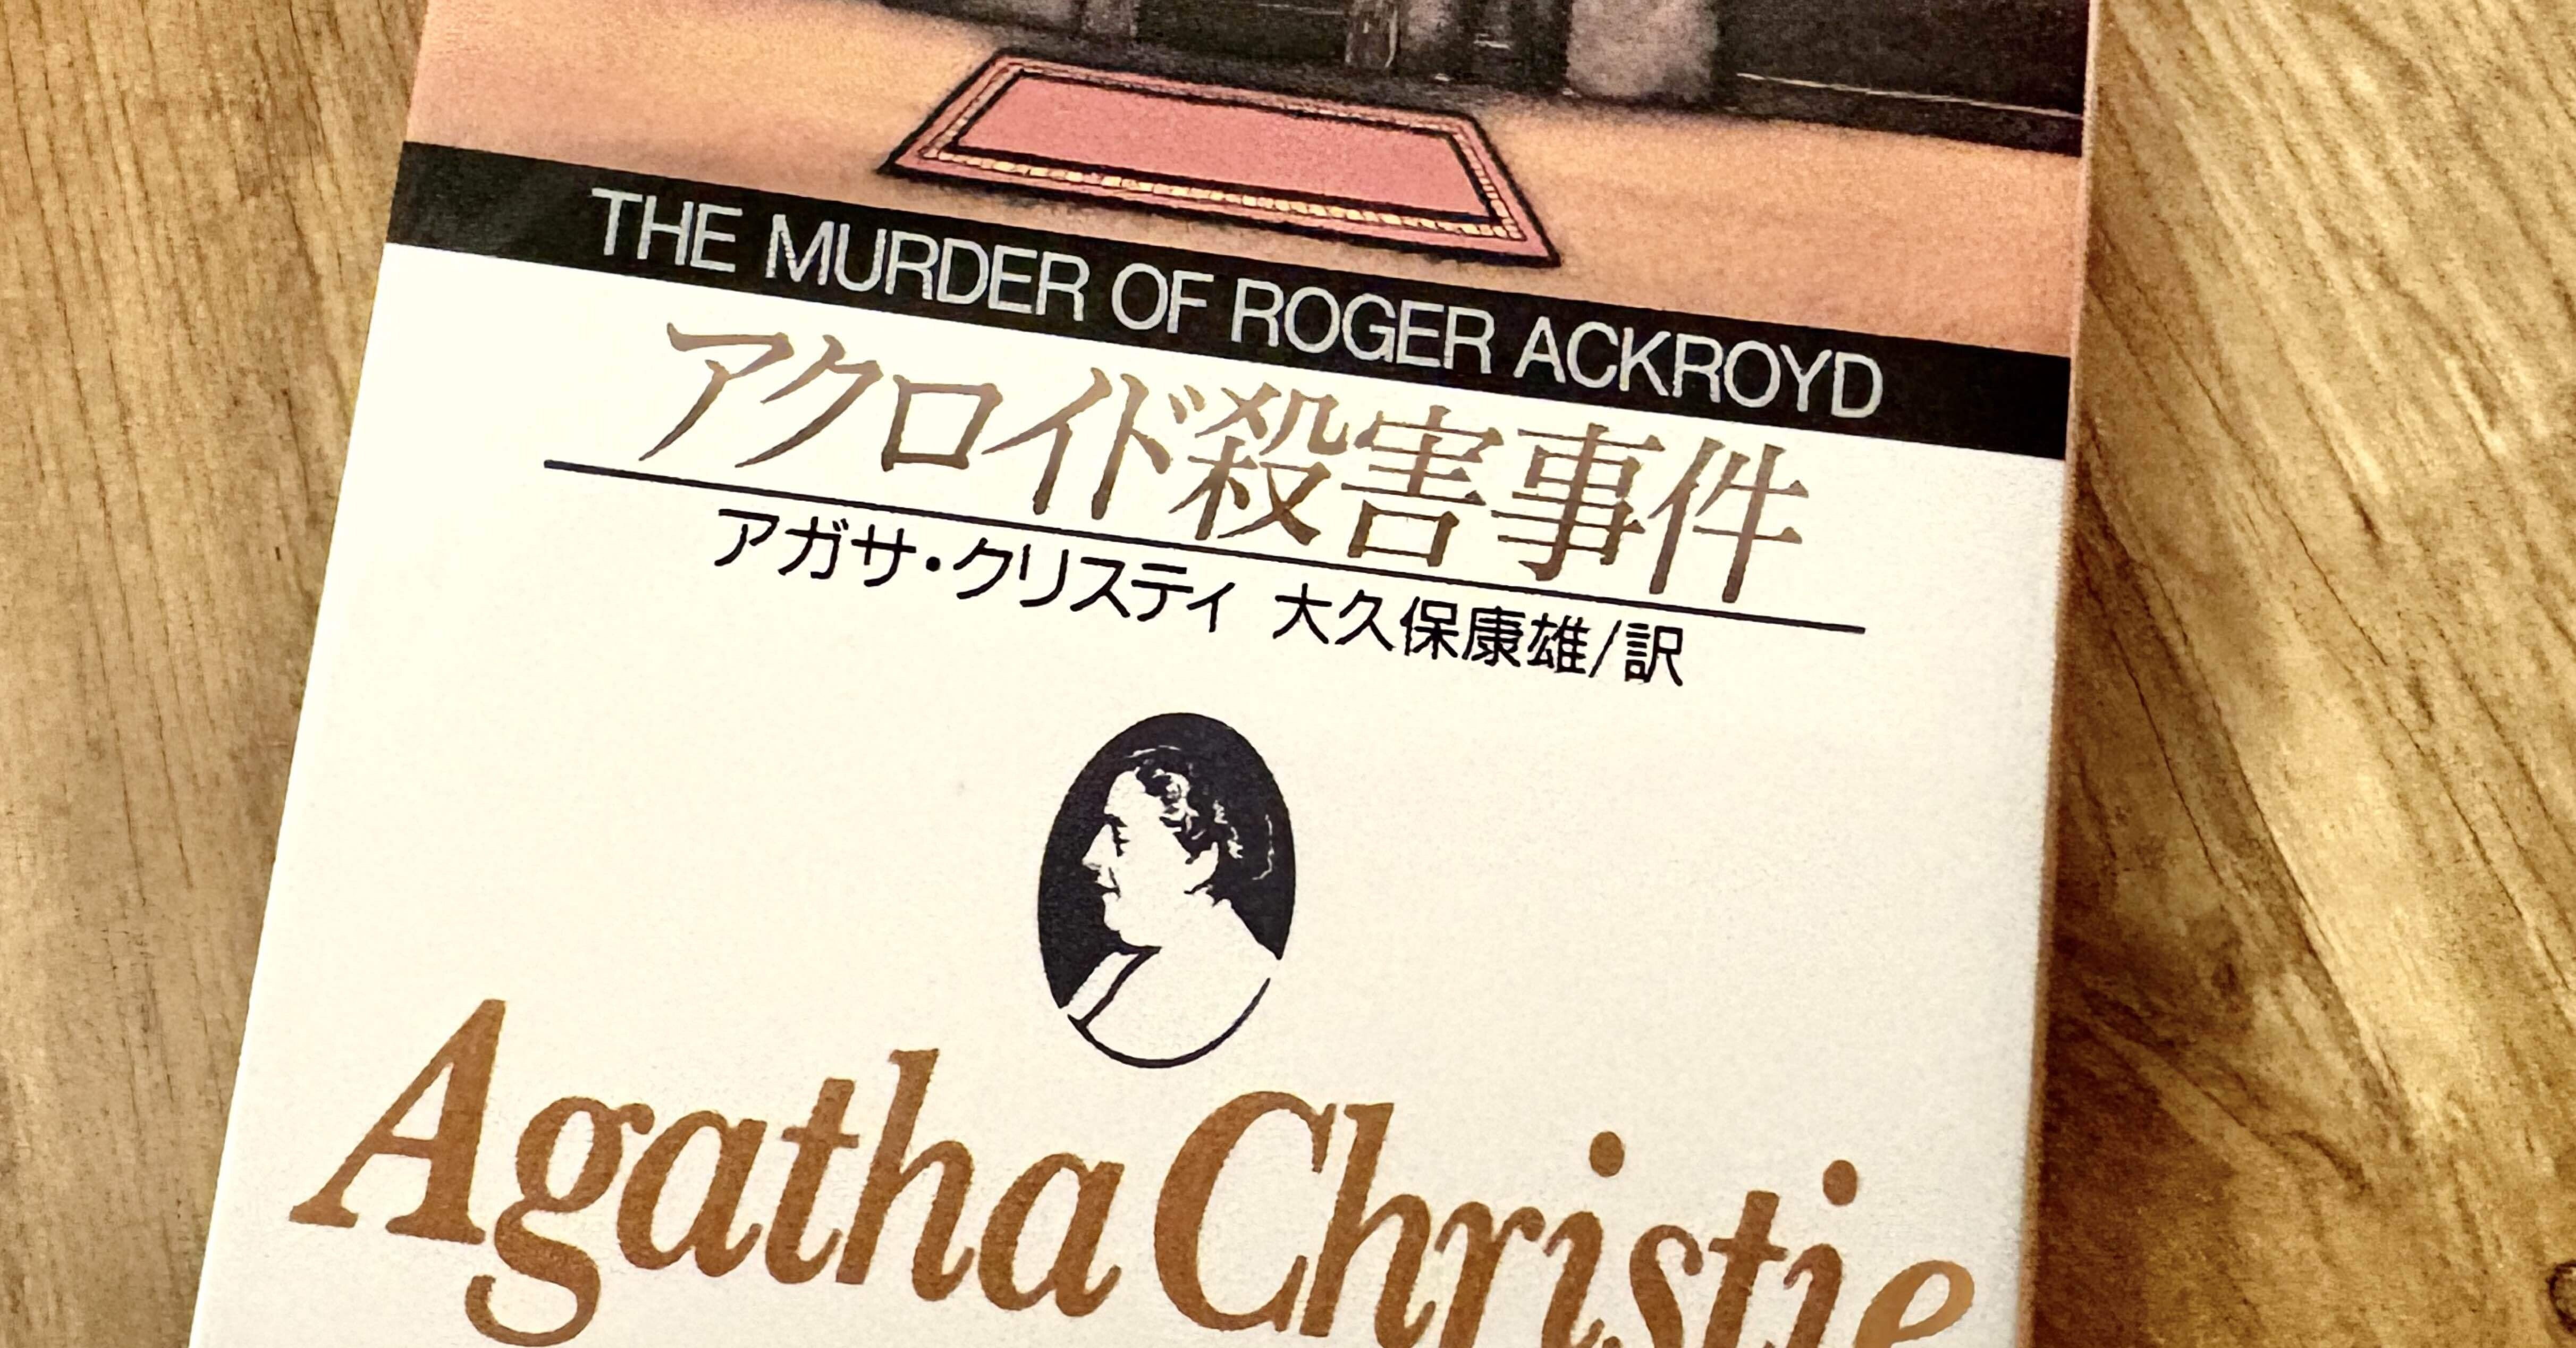 THE MURDER OF ROGER ACKROYD
アクロイド殺害事件
アガサ・クリスティ 大久保康雄/訳
Agatha Christie